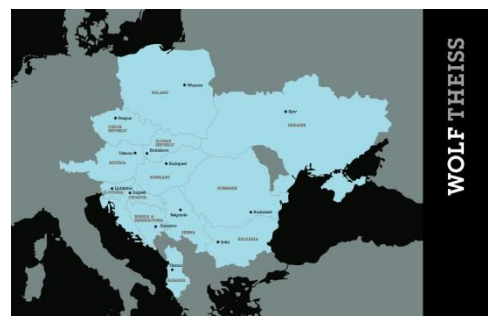 Warsaw
POLAND
Kyiv
UKRAINE
Prague
CZECH
REPUBLIC
SLOVAK
REPUBLIC
Vienna
Bratislava
AUSTRIA
Budapest
HUNGARY
Ljubljana
SLOVENIA
Zagreb
CROATIA
ROMANIA
Bucharest
BOSNIA &
HERZEGOVINA
Belgrade
Sarajevo
SERBIA
Sofia
BULGARIA
Tirana
ALBANIA
WOLF THEISS